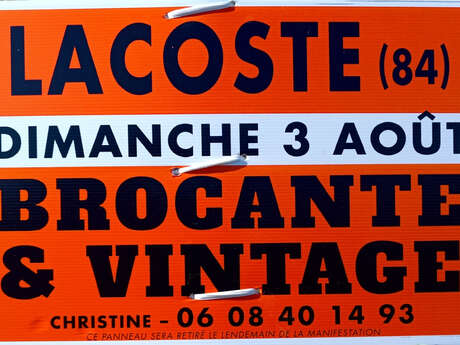 LACOSTE (84)
DIMANCHE 3 AOÛT
BROCANTE
& VINTAGE
CHRISTINE - 06 08 40 14 93
CE PANNEAU SERA RETIRÉ LE LENDEMAIN DE LA MANIFESTATION